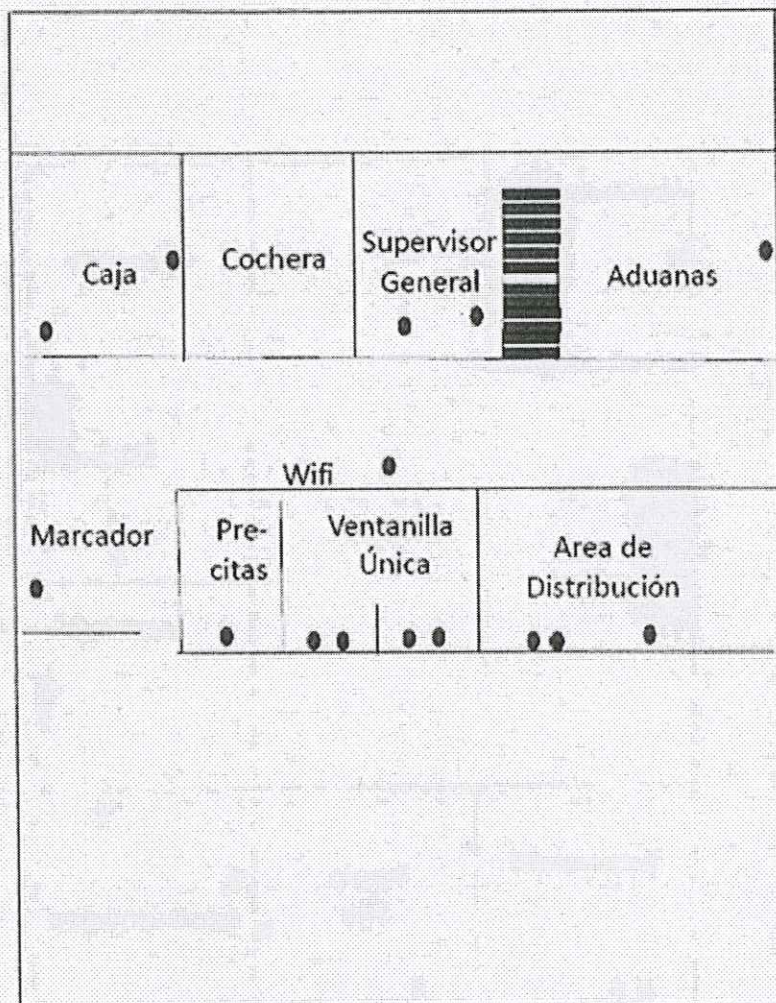 Caja
Cochera
Supervisor
General
Aduanas
Wifi
Marcador
Pre-
citas
Ventanilla
Única
Area de
Distribución